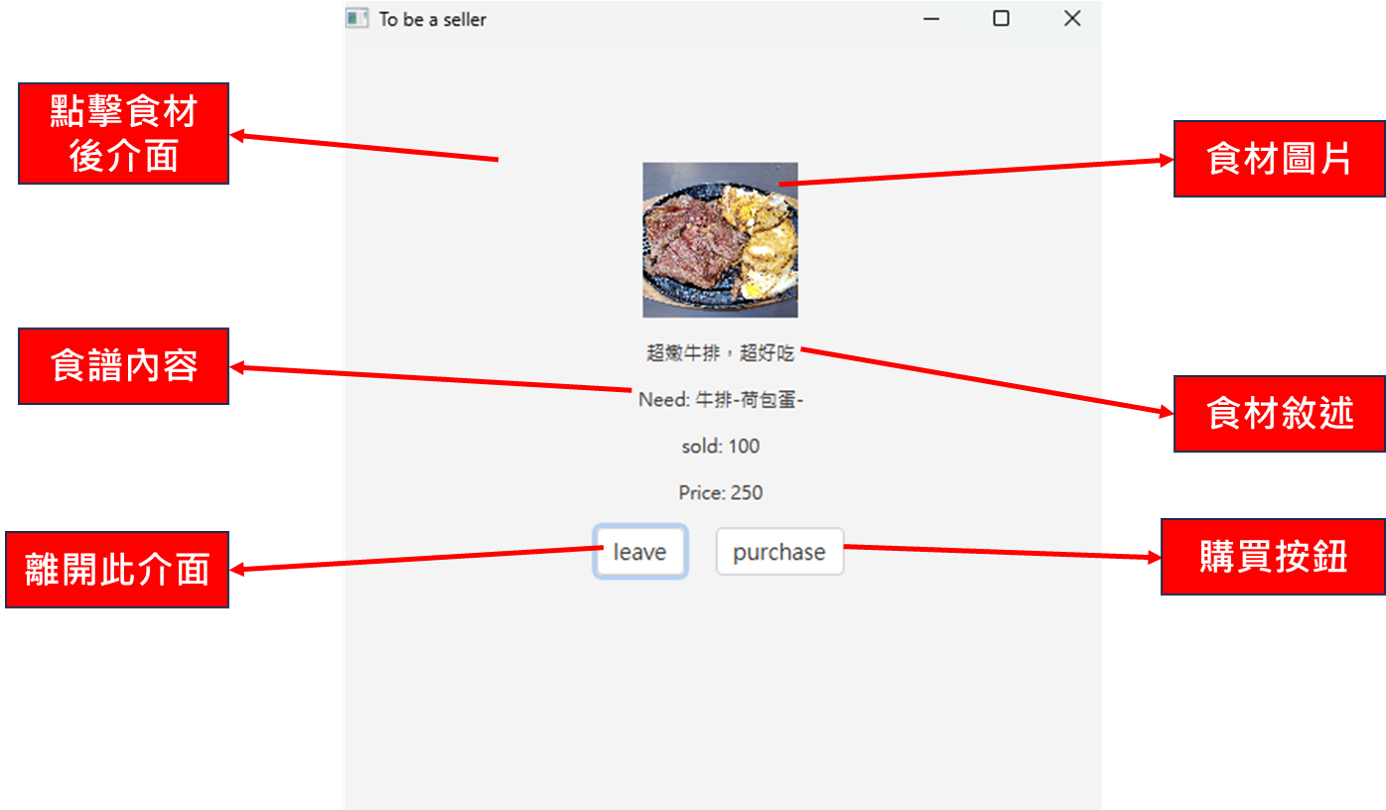 To be a seller
點擊食材
後介面
食材圖片
超嫩牛排，超好吃
食譜內容
Need: 牛排-荷包蛋-
食材敘述
sold: 100
Price: 250
離開此介面
leave
purchase
購買按鈕